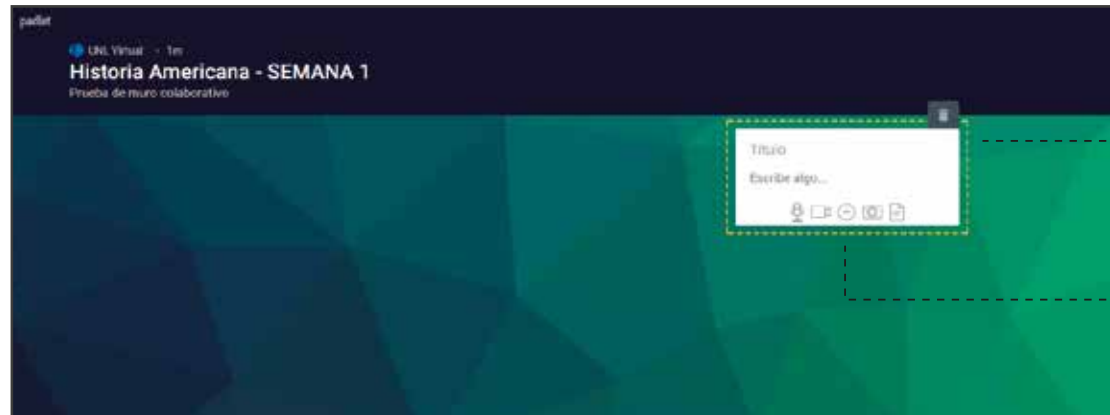 padlet
UNL Virtual · 1m
Historia Americana - SEMANA 1
Prueba de muro colaborativo
Título
Escribe algo...